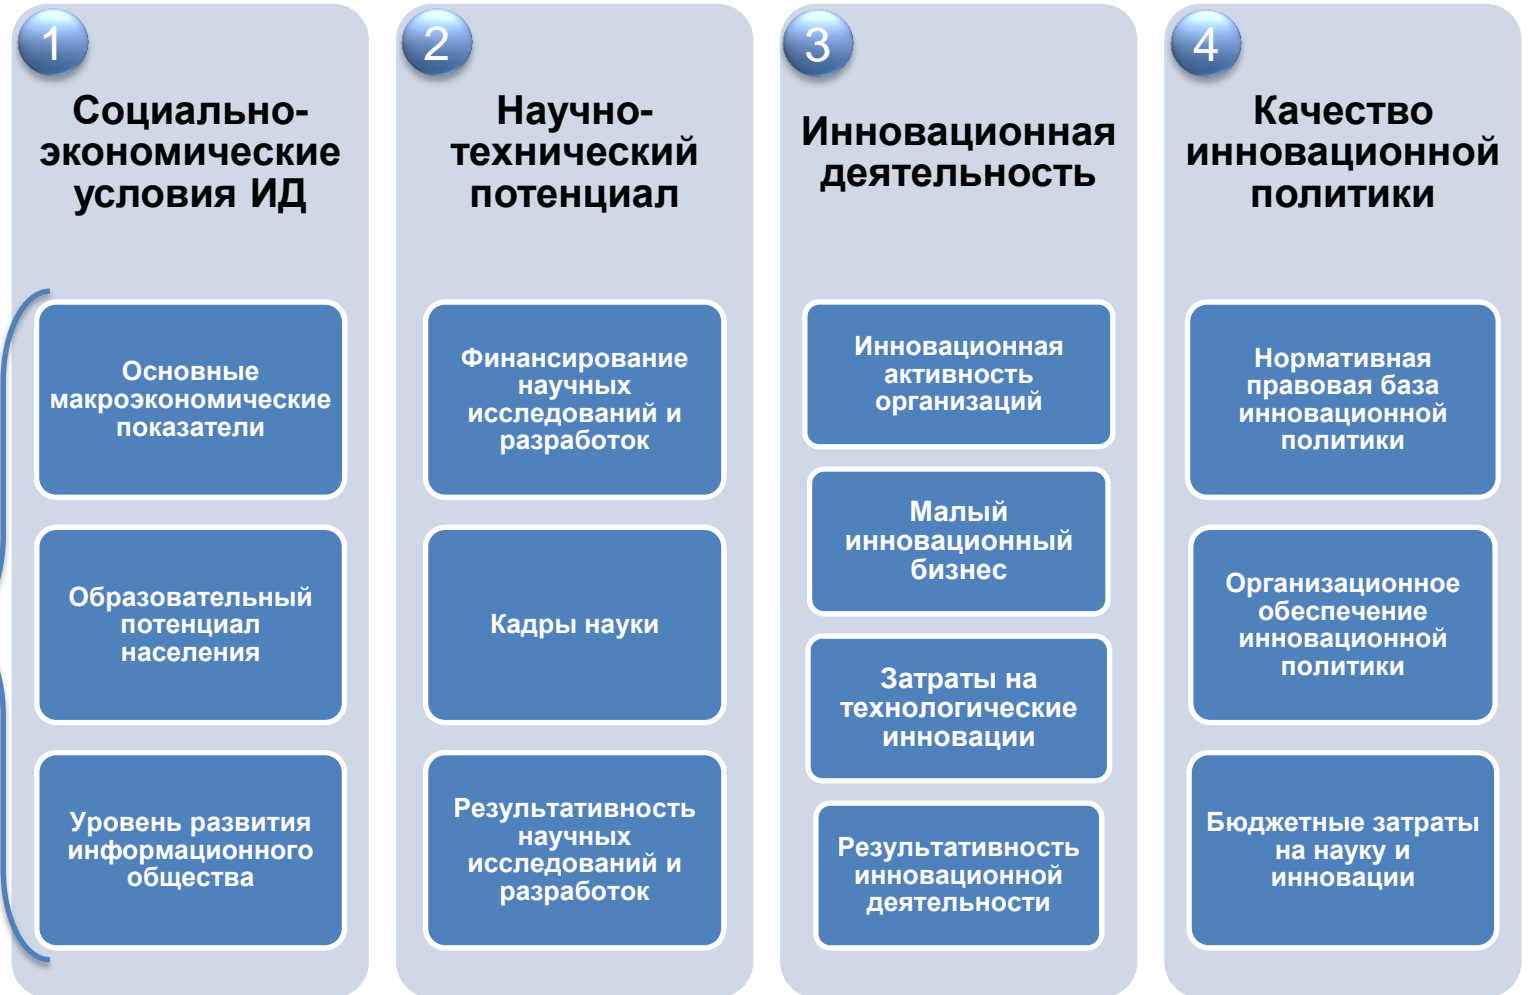 1
Социально-
экономические
условия ИД
Основные
макроэкономические
показатели
Образовательный
потенциал
населения
Уровень развития
информационного
общества
2
Научно-
технический
потенциал
Финансирование
научных
исследований и
разработок
Кадры науки
Результативность
научных
исследований и
разработок
3
Инновационная
деятельность
Инновационная
активность
организаций
Малый
инновационный
бизнес
Затраты на
технологические
инновации
Результативность
инновационной
деятельности
4
Качество
инновационной
политики
Нормативная
правовая база
инновационной
политики
Организационное
обеспечение
инновационной
политики
Бюджетные затраты
на науку и
инновации